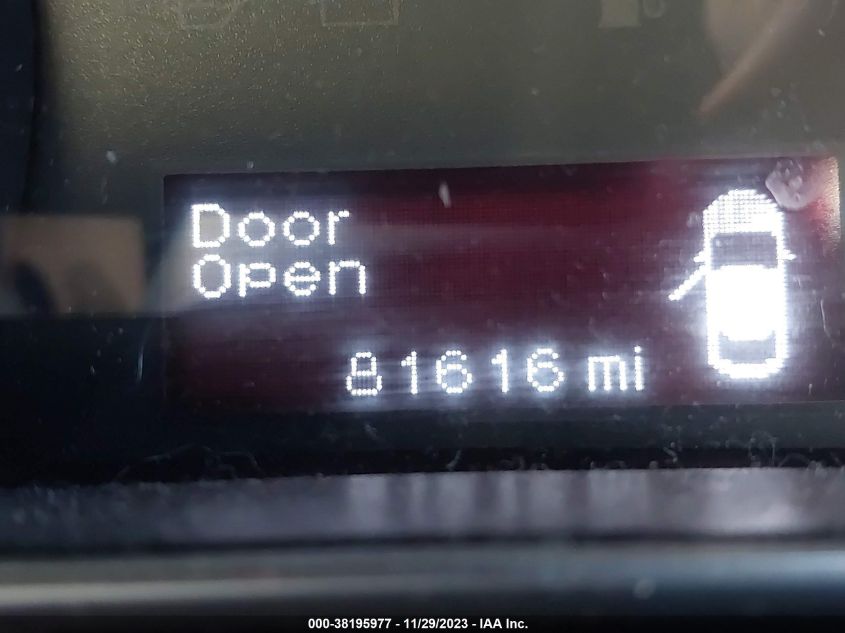 Door
Open
81616 mi
000-38195977 - 11/29/2023 - IAA Inc.